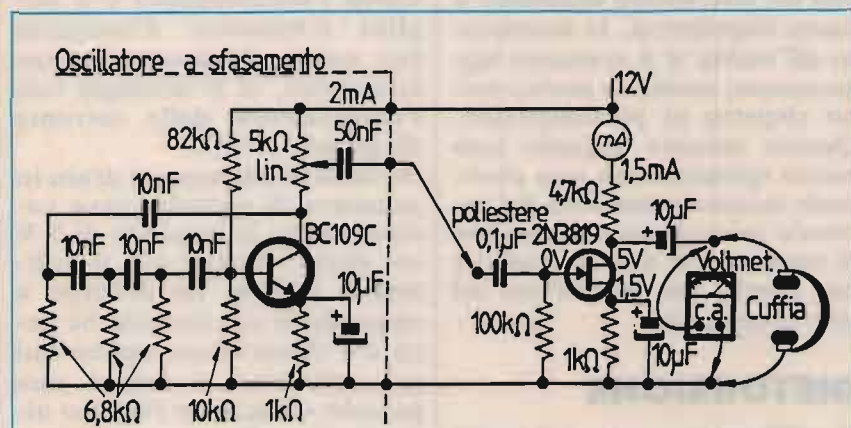 Oscillatore a sfasamento
12V
2mA
mA
82kΩ
5kΩ
lin.
50nF
1,5mA
10nF
4,7kΩ
10µF
poliestere
10nF
10nF
10nF
BC109C
0,1µF
2N3819
+
0V
5V
Voltmet.
1,5V
10µF
+
c.a.
Cuffia
100kΩ
+
1kΩ
10µF
6,8kΩ
10kΩ
1kΩ